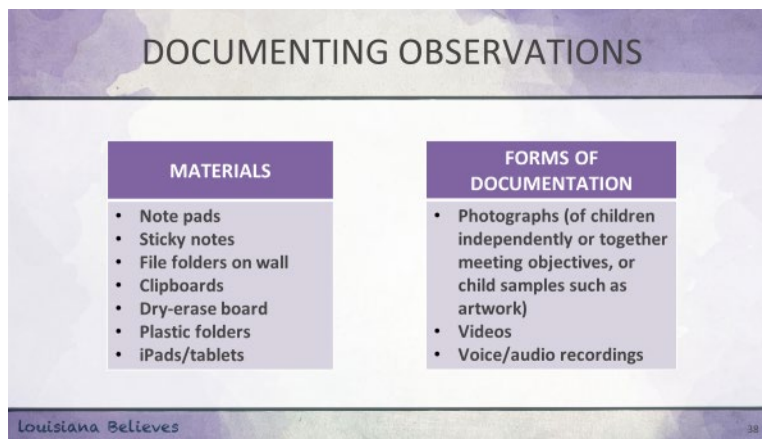 DOCUMENTING OBSERVATIONS
MATERIALS
• Note pads
• Sticky notes
• File folders on wall
• Clipboards
• Dry-erase board
• Plastic folders
• iPads/tablets
FORMS OF
DOCUMENTATION
• Photographs (of children
independently or together
meeting objectives, or
child samples such as
artwork)
• Videos
• Voice/audio recordings
Louisiana Believes
38